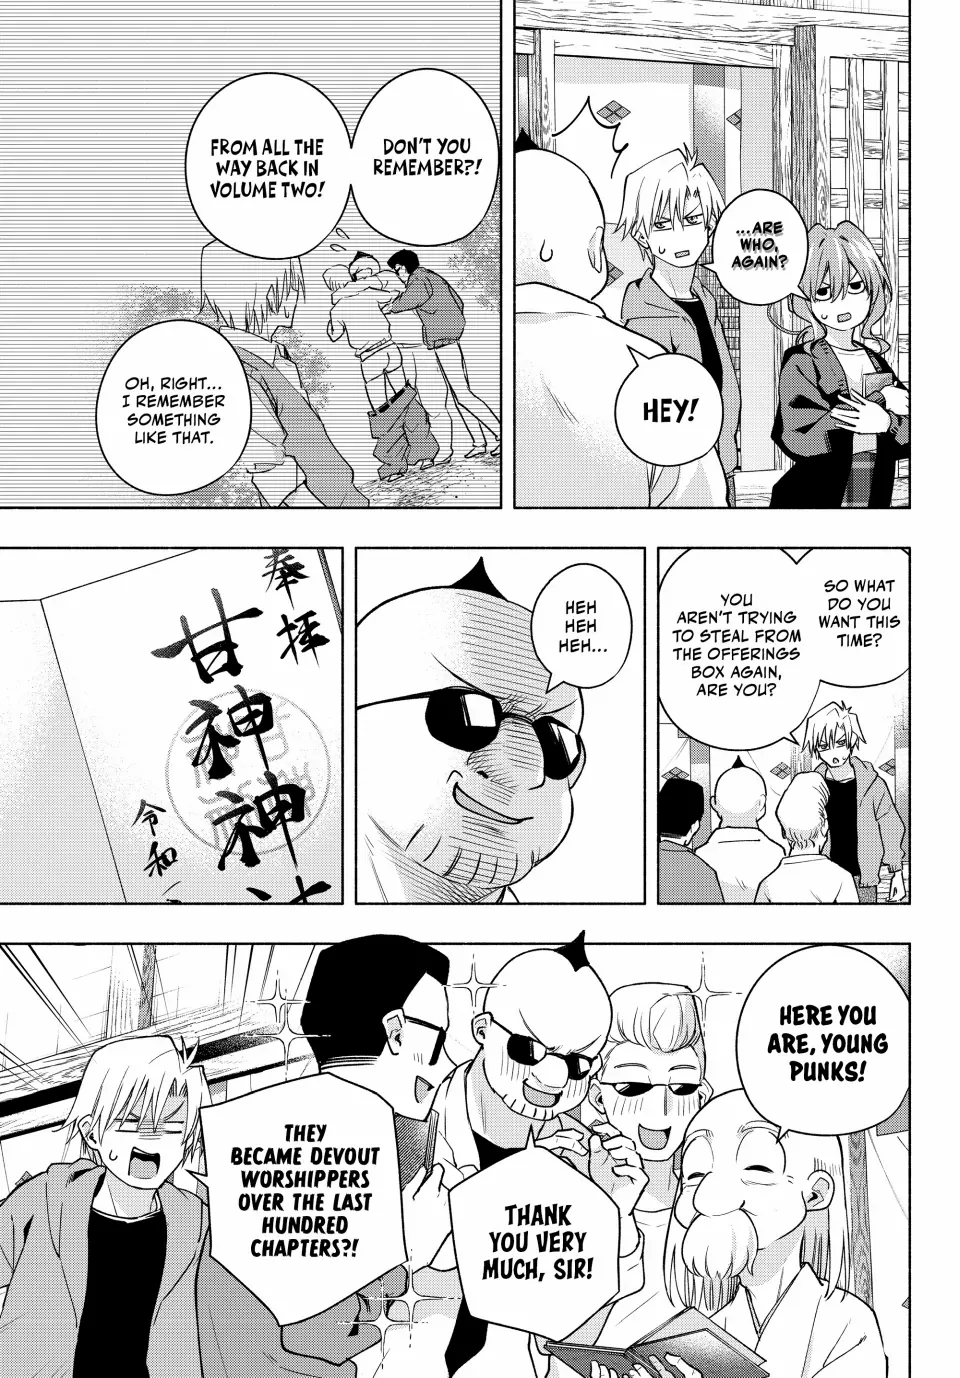 ...ARE
WHO,
AGAIN?
HEY!
DON'T YOU
REMEMBER?!
FROM ALL THE
WAY BACK IN
VOLUME TWO!
OH, RIGHT...
I REMEMBER
SOMETHING
LIKE THAT.
SO WHAT
DO YOU
WANT THIS
TIME?
YOU
AREN'T TRYING
TO STEAL FROM
THE OFFERINGS
BOX AGAIN,
ARE YOU?
HEH
HEH
HEH...
奉拝
甘神神社
令和
HERE YOU
ARE, YOUNG
PUNKS!
THANK
YOU VERY
MUCH, SIR!
THEY
BECAME DEVOUT
WORSHIPPERS
OVER THE LAST
HUNDRED
CHAPTERS?!